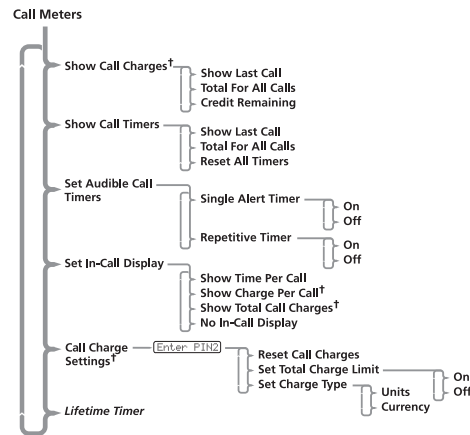 Call Meters
Show Call Charges†
Show Last Call
Total For All Calls
Credit Remaining
Show Call Timers
Show Last Call
Total For All Calls
Reset All Timers
Set Audible Call
Timers
Single Alert Timer
On
Off
Repetitive Timer
On
Off
Set In-Call Display
Show Time Per Call
Show Charge Per Call†
Show Total Call Charges†
No In-Call Display
Call Charge
Settings†
Enter PIN2
Reset Call Charges
Set Total Charge Limit
On
Off
Set Charge Type
Units
Currency
Lifetime Timer